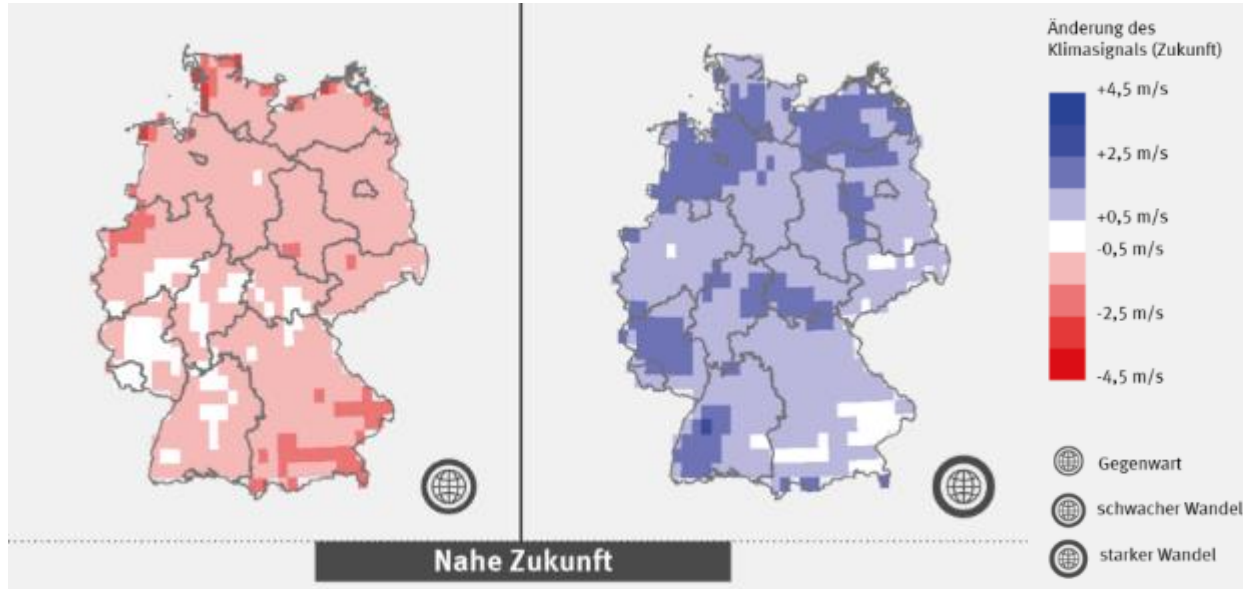 Änderung des
Klimasignals (Zukunft)
+4,5 m/s
+2,5 m/s
+0,5 m/s
-0,5 m/s
-2,5 m/s
-4,5 m/s
Gegenwart
schwacher Wandel
starker Wandel
Nahe Zukunft